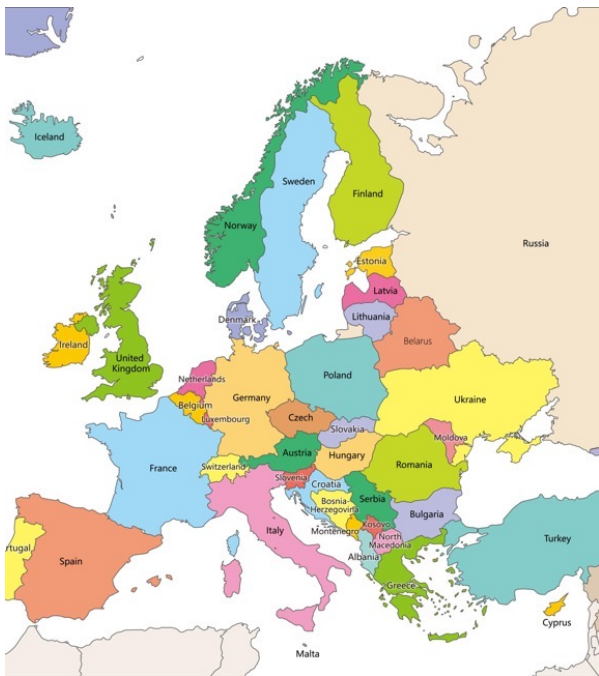 Iceland
Sweden
Finland
Norway
Russia
Estonia
Latvia
Denmark
Lithuania
Ireland
Belarus
United
Kingdom
Netherlands
Poland
Germany
Ukraine
Belgium
Luxembourg
Czech
Slovakia
Moldova
Austria
Hungary
France
Switzerland
Romania
Slovenia
Croatia
Bosnia-
Herzegovina
Serbia
Bulgaria
Montenegro
Kosovo
North
Macedonia
Italy
Albania
Turkey
rtugal
Spain
Greece
Cyprus
Malta